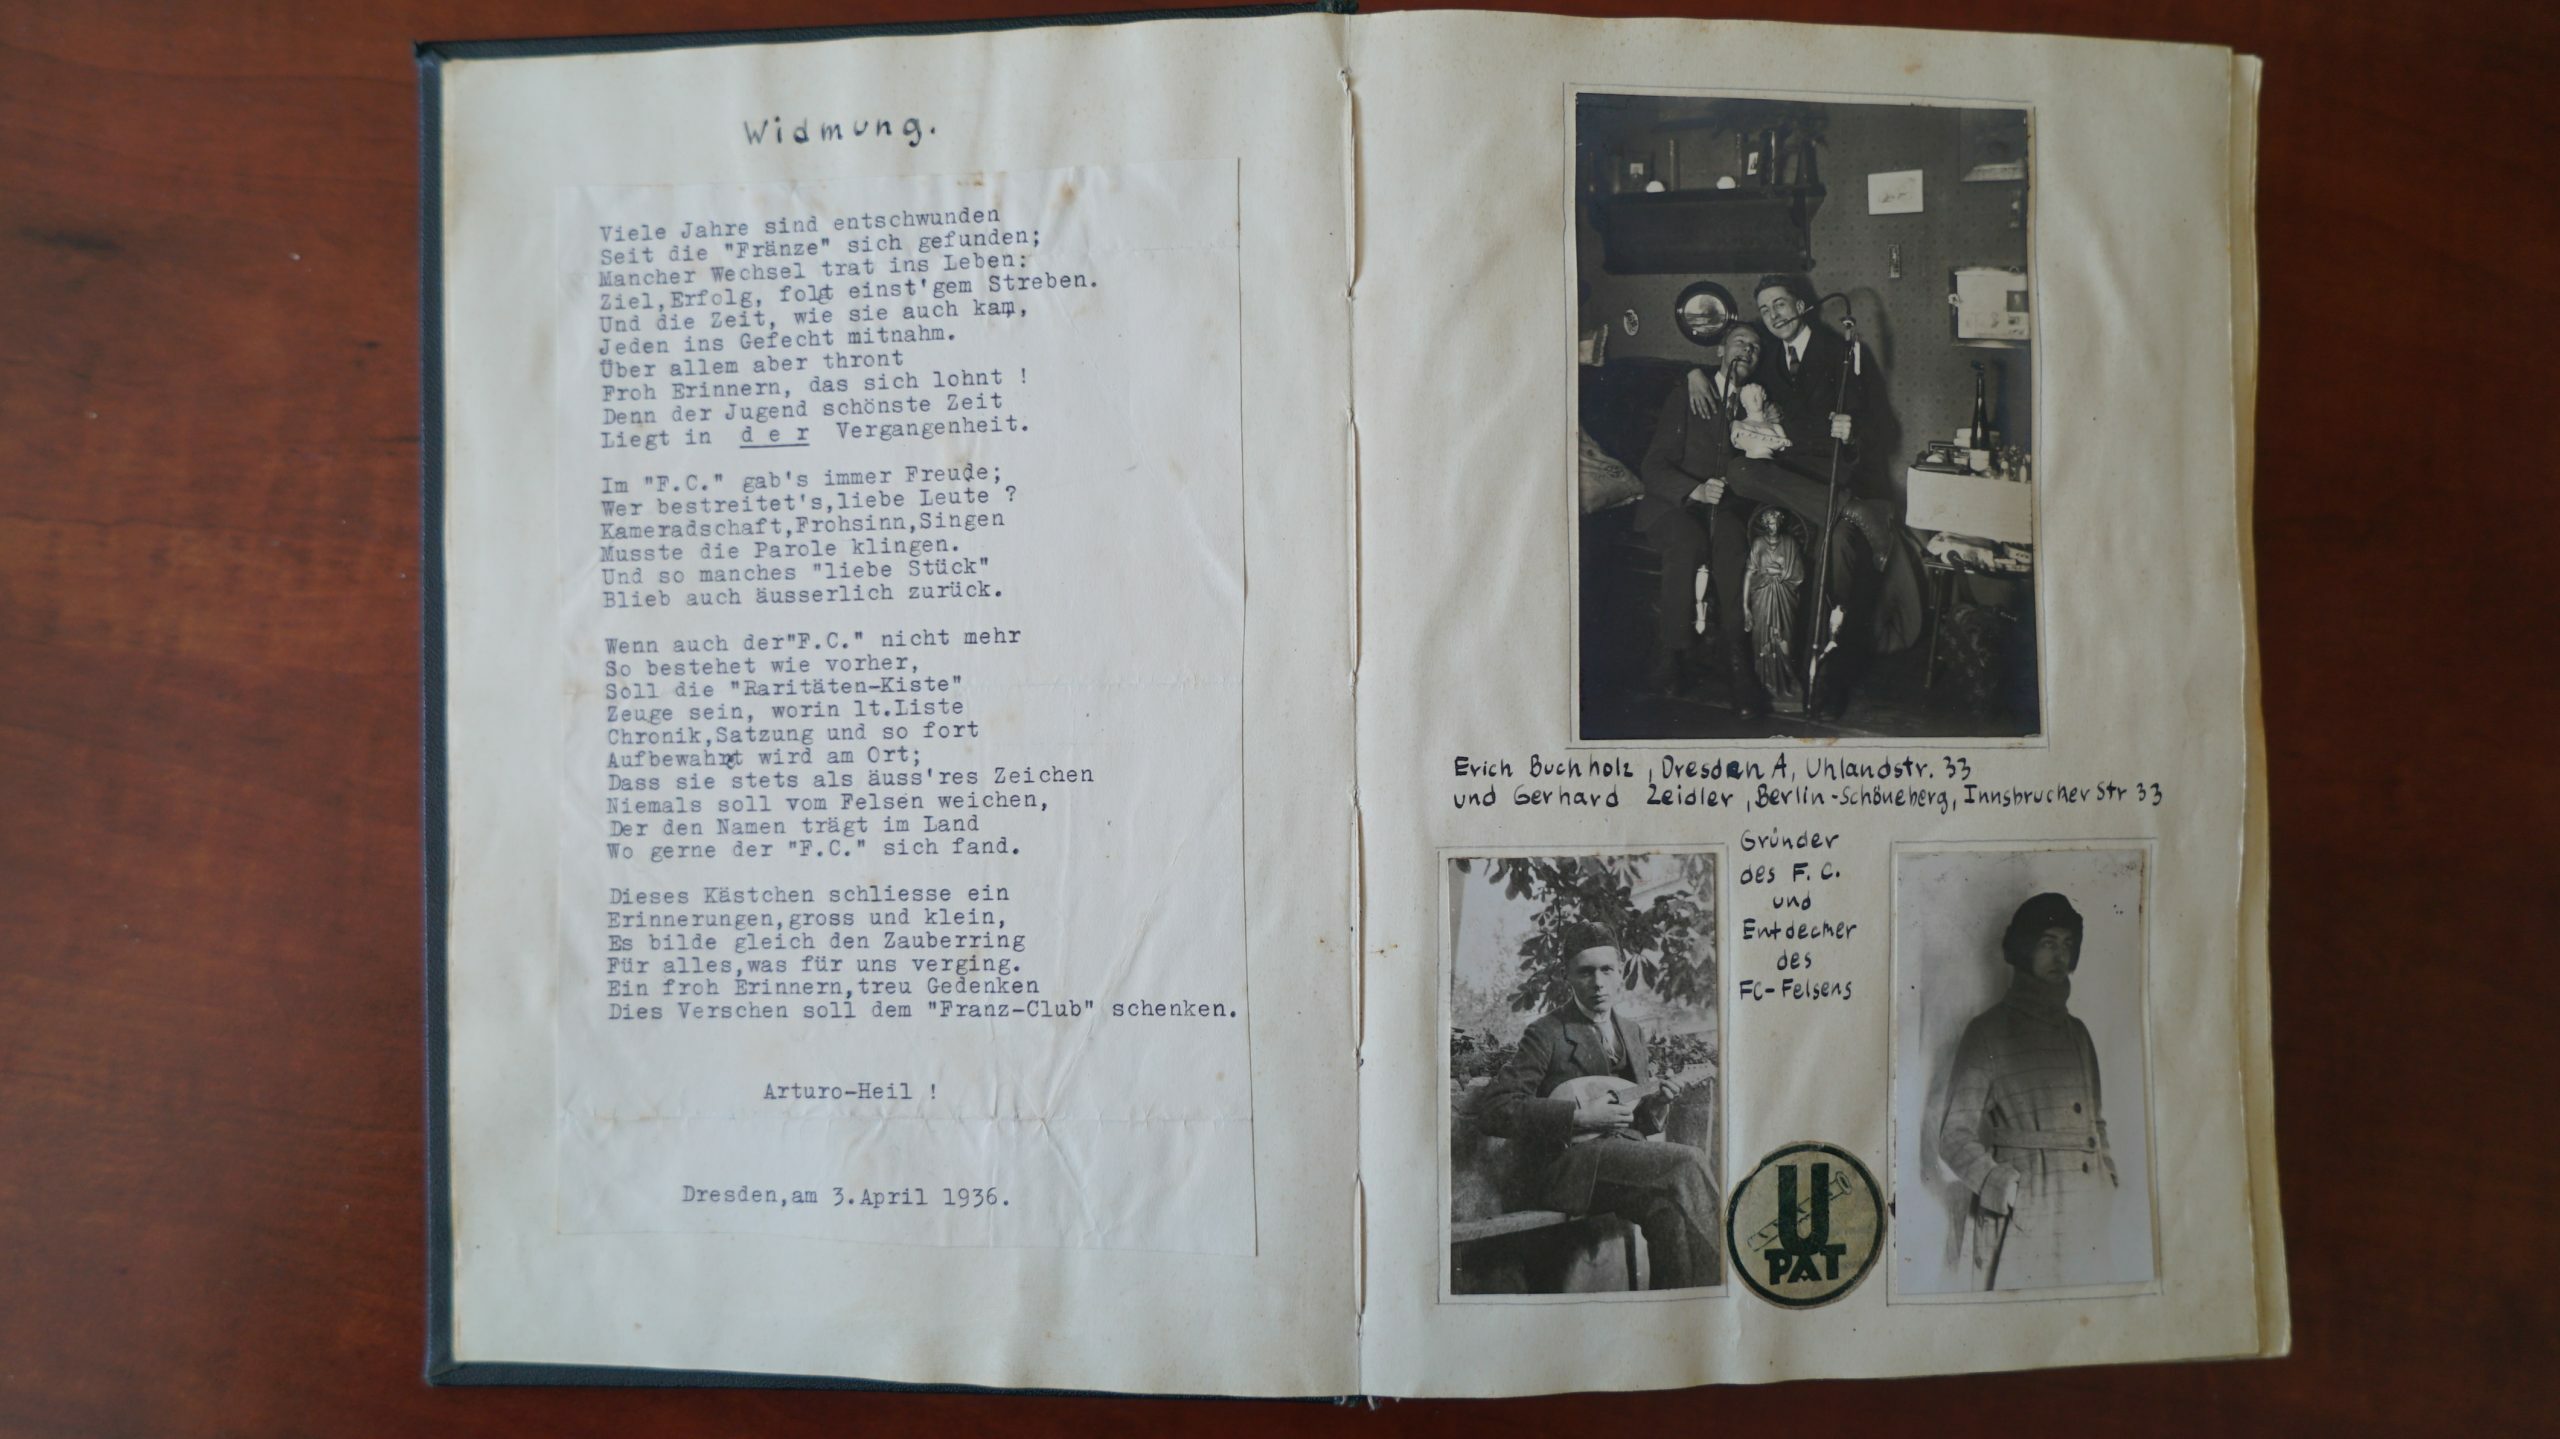 Widmung.
Viele Jahre sind entschwunden
Seit die "Fränze" sich gefunden;
Mancher Wechsel trat ins Leben:
Ziel,Erfolg, folgt einst'gem Streben.
Und die Zeit, wie sie auch kam,
Jeden ins Gefecht mitnahm.
Über allem aber thront
Froh Erinnern, das sich lohnt !
Denn der Jugend schönste Zeit
Liegt in d e r Vergangenheit.
Im "F.C." gab's immer Freude;
Wer bestreitet's,liebe Leute ?
Kameradschaft,Frohsinn,Singen
Musste die Parole klingen.
Und so manches "liebe Stück"
Blieb auch äusserlich zurück.
Wenn auch der"F.C." nicht mehr
So bestehet wie vorher,
Soll die "Raritäten-Kiste"
Zeuge sein, worin lt.Liste
Chronik,Satzung und so fort
Aufbewahrt wird am Ort;
Dass sie stets als äuss'res Zeichen
Niemals soll vom Felsen weichen,
Der den Namen trägt im Land
Wo gerne der "F.C." sich fand.
Dieses Kästchen schliesse ein
Erinnerungen,gross und klein,
Es bilde gleich den Zauberring
Für alles,was für uns verging.
Ein froh Erinnern,treu Gedenken
Dies Verschen soll dem "Franz-Club" schenken.
Arturo-Heil !
Dresden,am 3.April 1936.
Erich Buchholz, Dresden A, Uhlandstr. 33
und Gerhard Zeidler, Berlin-Schöneberg, Innsbrucker Str 33
Gründer
des F. C.
und
Entdecker
des
FC-Felsens
U
PAT